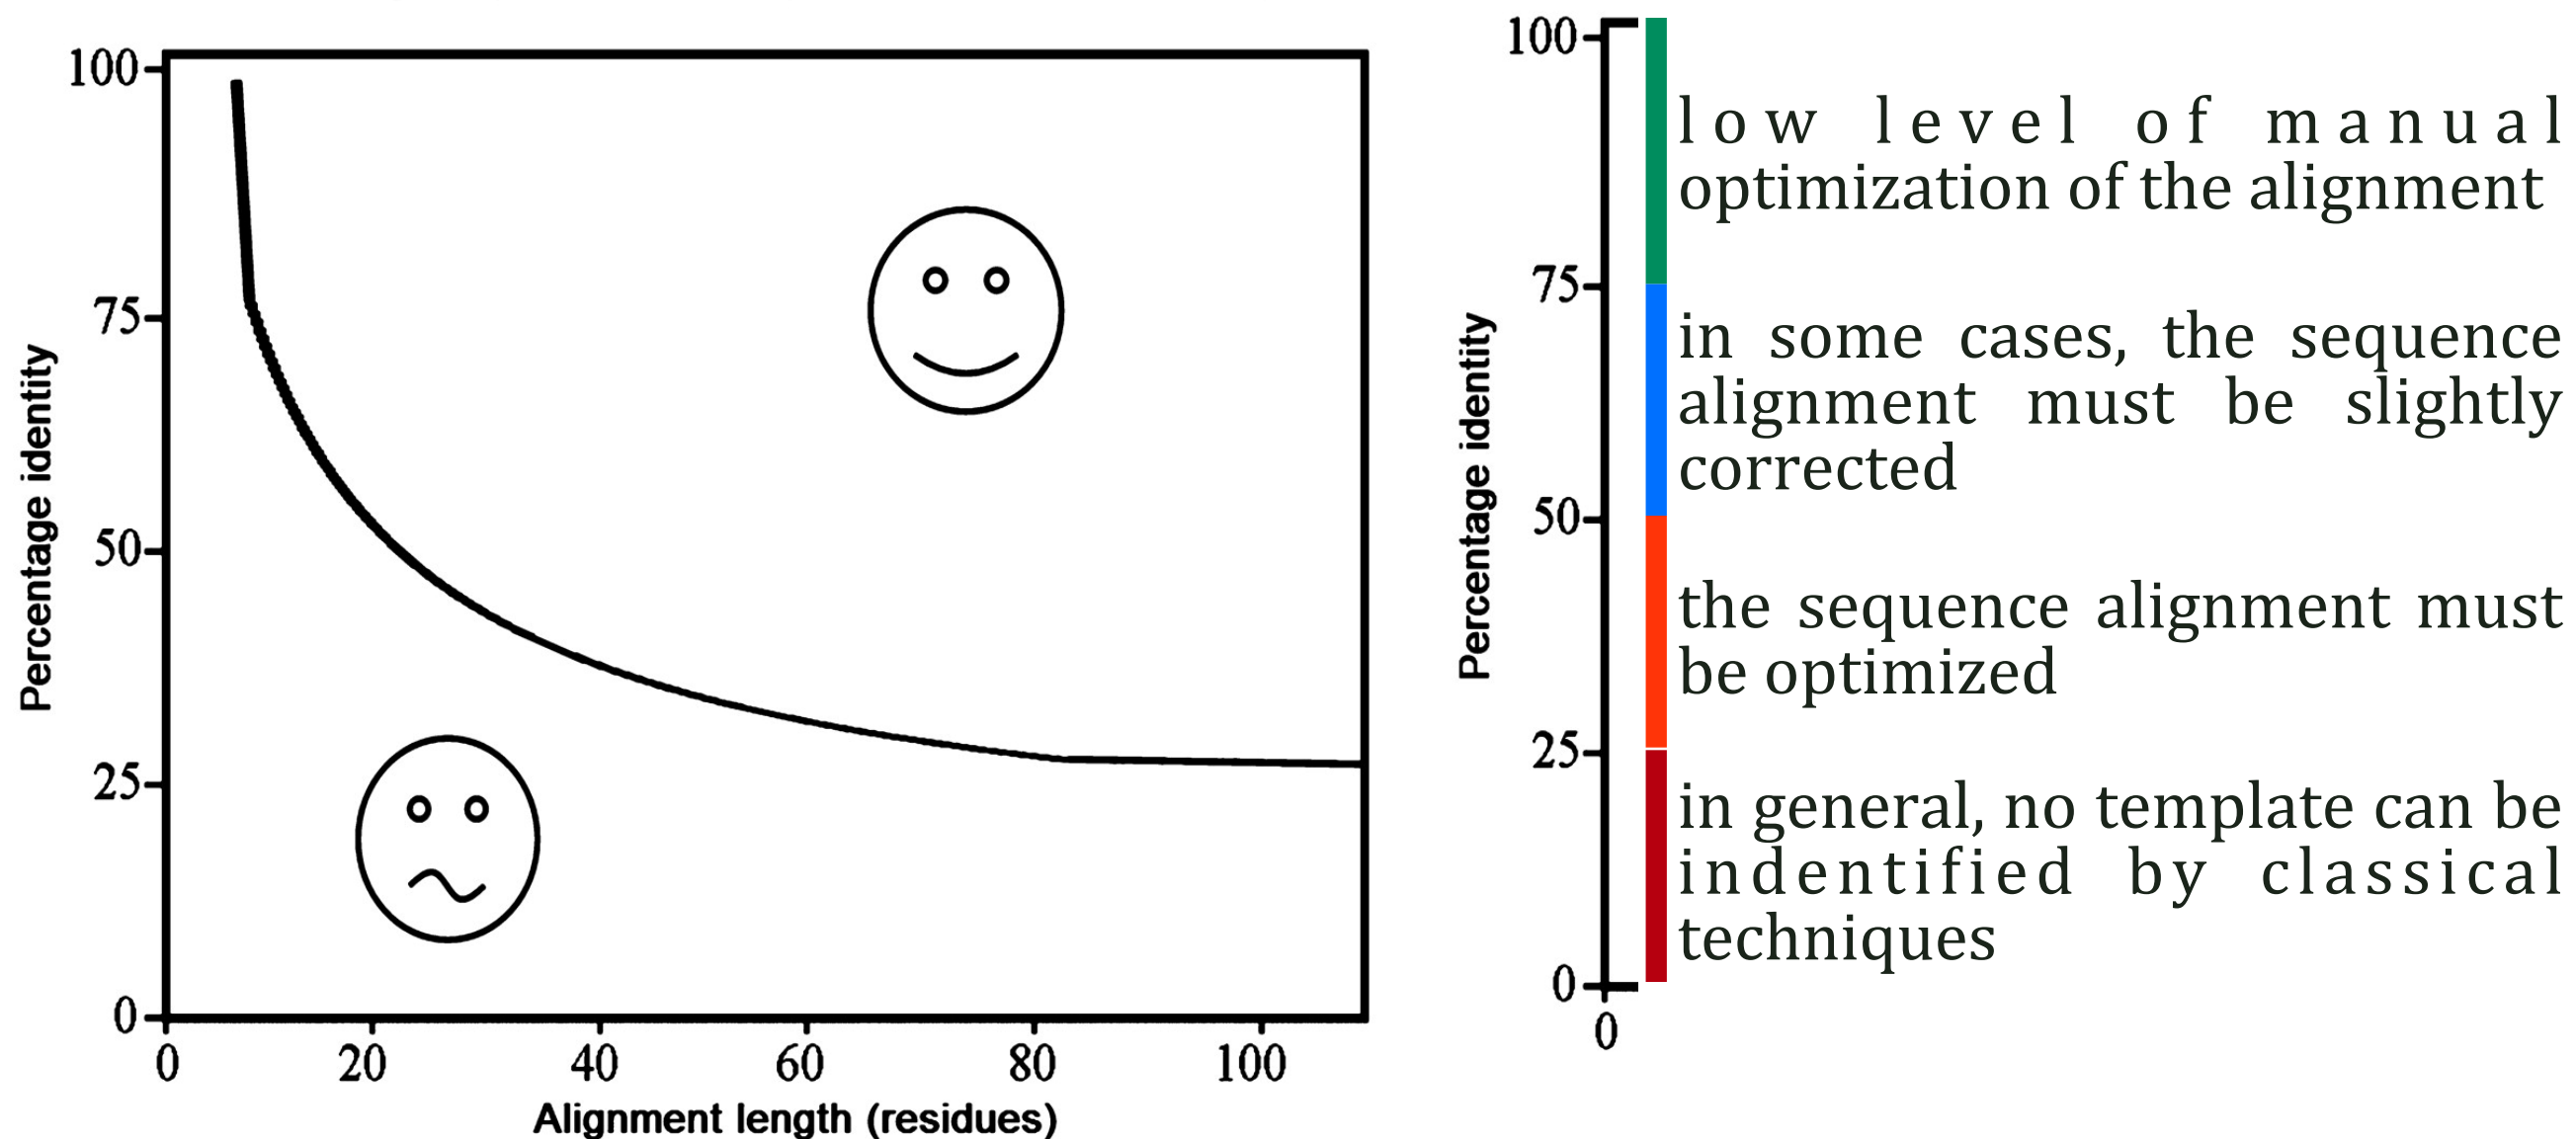 100
75
50
25
0
Percentage identity
0 20 40 60 80 100
Alignment length (residues)
100
75
50
25
0
0
Percentage identity
low level of manual
optimization of the alignment
in some cases, the sequence
alignment must be slightly
corrected
the sequence alignment must
be optimized
in general, no template can be
indentified by classical
techniques